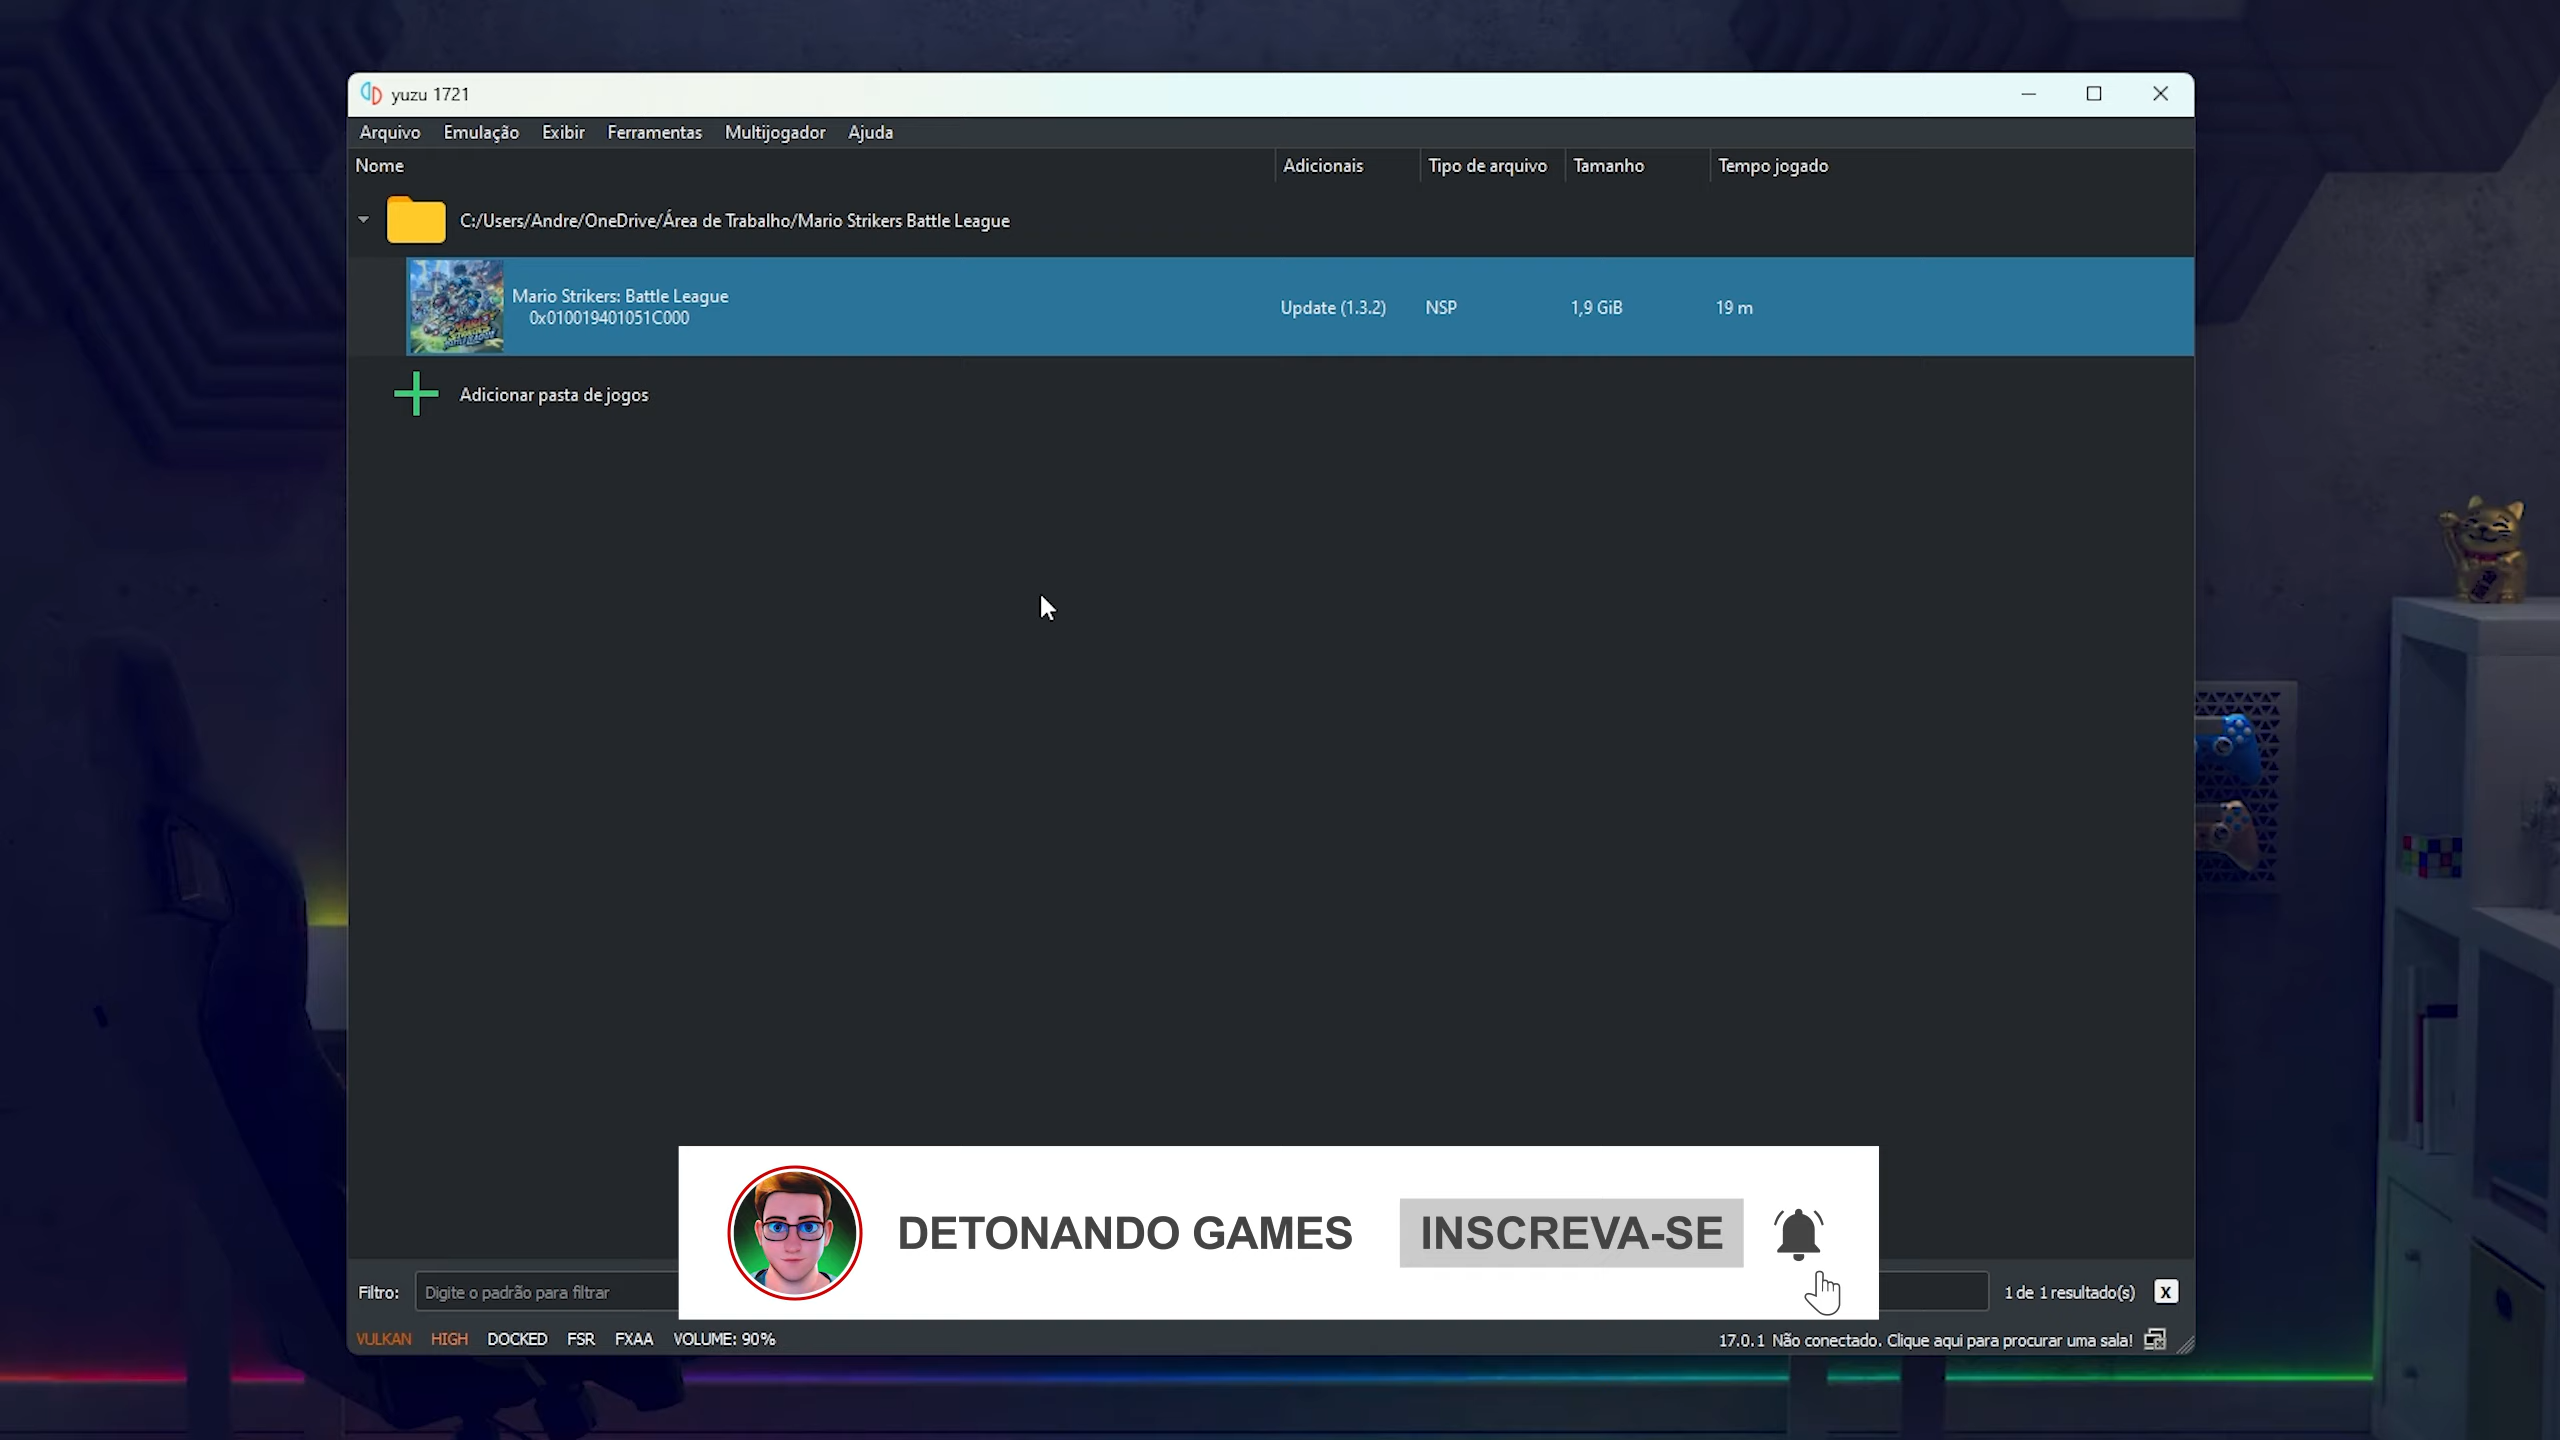 yuzu 1721
Arquivo Emulação Exibir Ferramentas Multijogador Ajuda
Nome Adicionais Tipo de arquivo Tamanho Tempo jogado
C:/Users/Andre/OneDrive/Área de Trabalho/Mario Strikers Battle League
Mario Strikers: Battle League
0x010019401051C000
Update (1.3.2) NSP 1,9 GiB 19 m
Adicionar pasta de jogos
DETONANDO GAMES INSCREVA-SE
Filtro: Digite o padrão para filtrar 1 de 1 resultado(s) X
VULKAN HIGH DOCKED FSR FXAA VOLUME: 90% 17.0.1 Não conectado. Clique aqui para procurar uma sala!